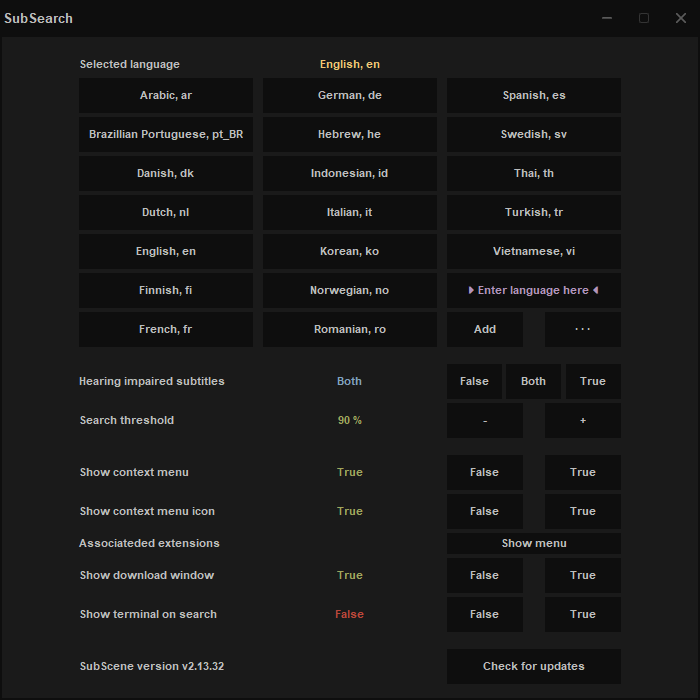 SubSearch
Selected language English, en
Arabic, ar German, de Spanish, es
Brazillian Portuguese, pt_BR Hebrew, he Swedish, sv
Danish, dk Indonesian, id Thai, th
Dutch, nl Italian, it Turkish, tr
English, en Korean, ko Vietnamese, vi
Finnish, fi Norwegian, no Enter language here
French, fr Romanian, ro Add ···
Hearing impaired subtitles Both False Both True
Search threshold 90 % - +
Show context menu True False True
Show context menu icon True False True
Associateded extensions Show menu
Show download window True False True
Show terminal on search False False True
SubScene version v2.13.32 Check for updates